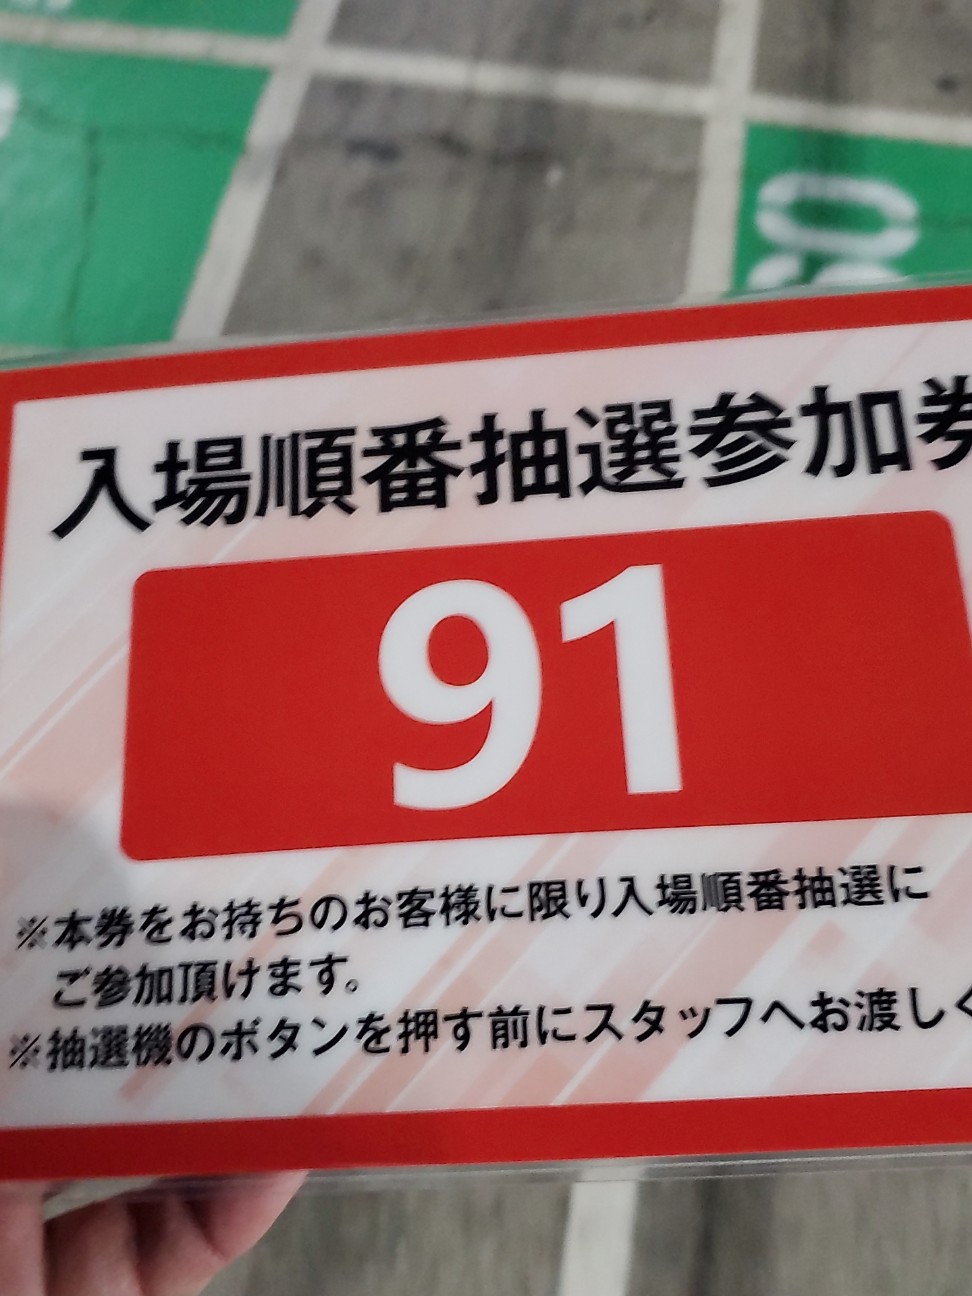 入場順番抽選参加券
91
※本券をお持ちのお客様に限り入場順番抽選に
ご参加頂けます。
※抽選機のボタンを押す前にスタッフへお渡しく